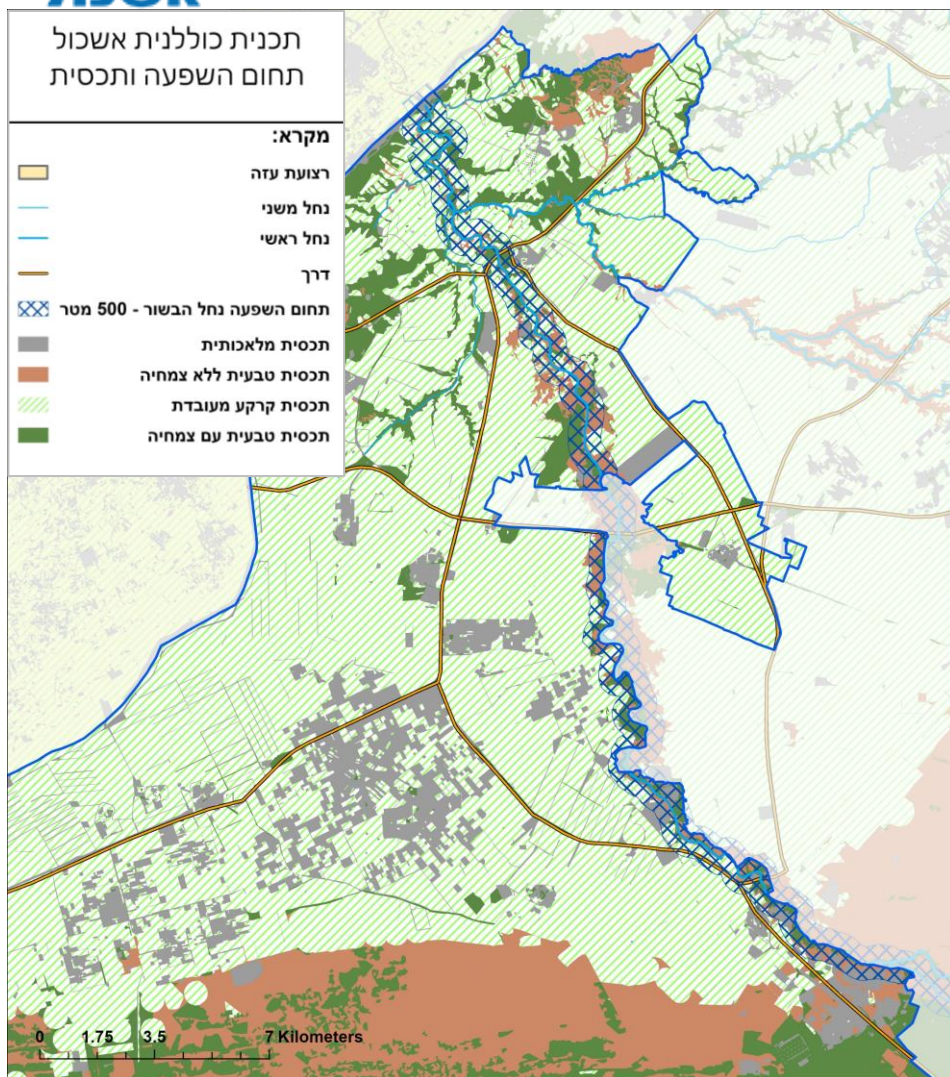 תכנית כוללנית אשכול
תחום השפעה ותכסית
מקרא:
רצועת עזה
נחל משני
נחל ראשי
דרך
תחום השפעה נחל הבשור - 500 מטר
תכסית מלאכותית
תכסית טבעית ללא צמחיה
תכסית קרקע מעובדת
תכסית טבעית עם צמחיה
0 1.75 3.5 7 Kilometers